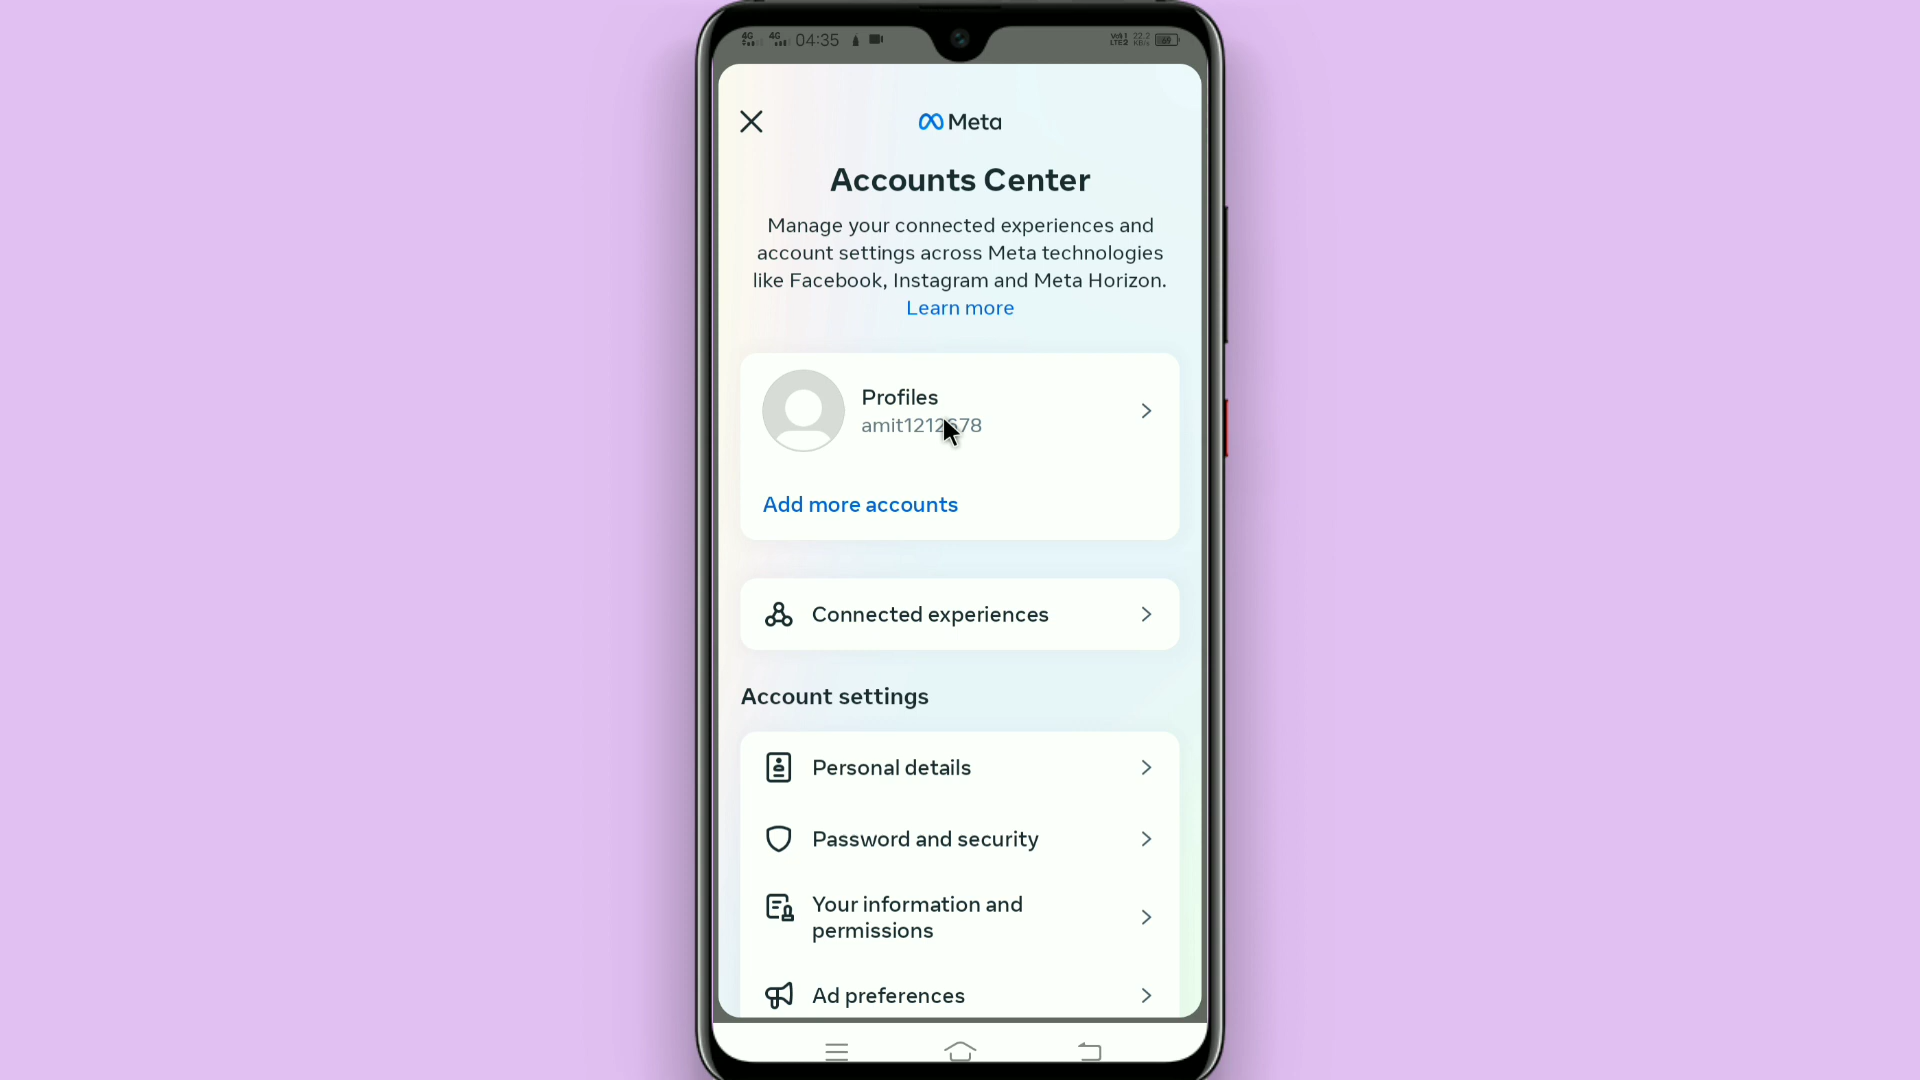 4G 4G 04:35
Meta
Accounts Center
Manage your connected experiences and
account settings across Meta technologies
like Facebook, Instagram and Meta Horizon.
Learn more
Profiles
Add more accounts
Connected experiences
Account settings
Personal details
Password and security
Your information and
permissions
Ad preferences